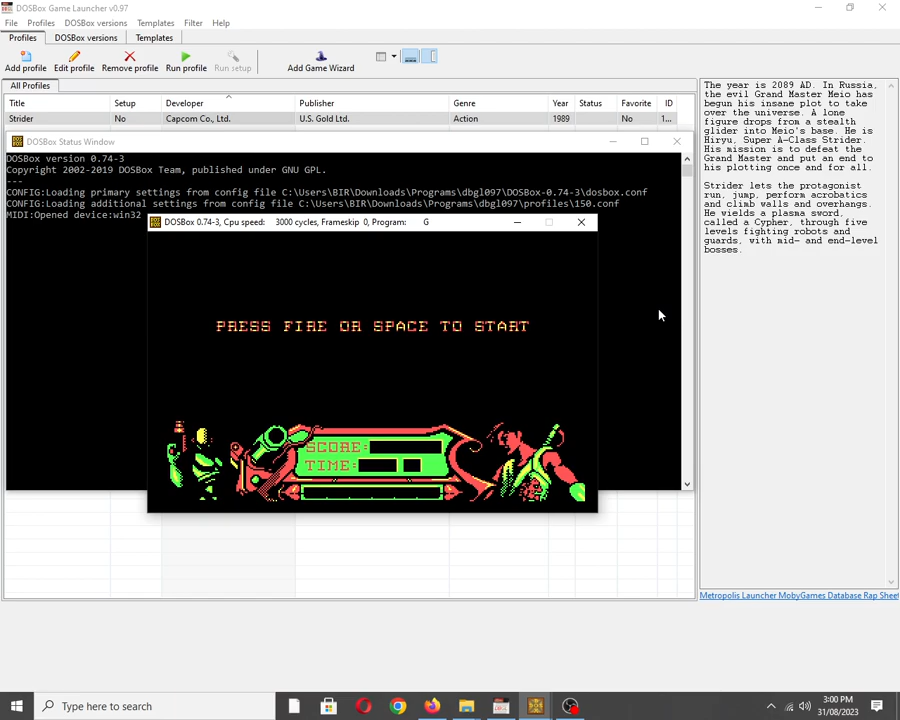 DOSBox Game Launcher v0.97
File Profiles DOSBox versions Templates Filter Help
Profiles DOSBox versions Templates
Add profile Edit profile Remove profile Run profile Run setup Add Game Wizard
All Profiles
Title Setup Developer Publisher Genre Year Status Favorite ID
Strider No Capcom Co., Ltd. U.S. Gold Ltd. Action 1989 No 1...
DOSBox Status Window
DOSBox version 0.74-3
Copyright 2002-2019 DOSBox Team, published under GNU GPL.
---
CONFIG:Loading primary settings from config file C:\Users\BIR\Downloads\Programs\dbgl097\DOSBox-0.74-3\dosbox.conf
CONFIG:Loading additional settings from config file C:\Users\BIR\Downloads\Programs\dbgl097\profiles\150.conf
MIDI:Opened device:win32
DOSBox 0.74-3, Cpu speed: 3000 cycles, Frameskip 0, Program: G
PRESS FIRE OR SPACE TO START
SCORE:
TIME:
The year is 2089 AD. In Russia,
the evil Grand Master Meio has
begun his insane plot to take
over the universe. A lone
figure drops from a stealth
glider into Meio's base. He is
Hiryu, Super A-Class Strider.
His mission is to defeat the
Grand Master and put an end to
his plotting once and for all.
Strider lets the protagonist
run, jump, perform acrobatics
and climb walls and overhangs.
He wields a plasma sword,
called a Cypher, through five
levels fighting robots and
guards, with mid- and end-level
bosses.
Metropolis Launcher MobyGames Database Rap Sheet
Type here to search
3:00 PM
31/08/2023